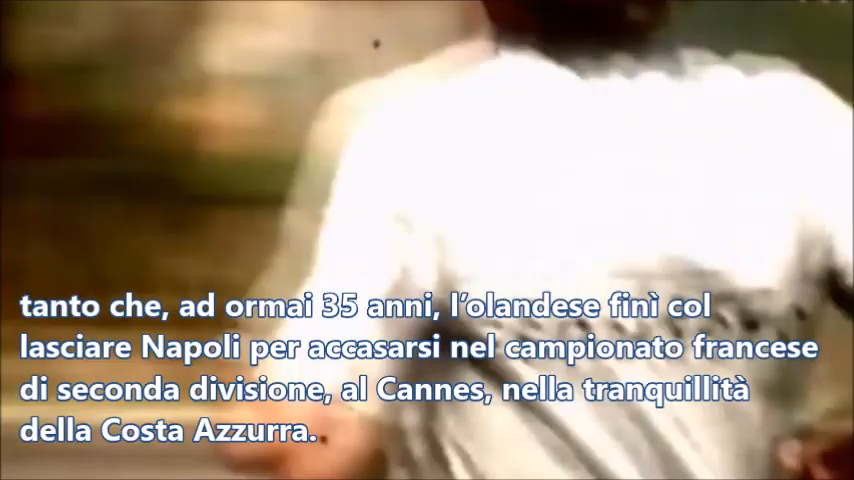 tanto che, ad ormai 35 anni, l’olandese finì col
lasciare Napoli per accasarsi nel campionato francese
di seconda divisione, al Cannes, nella tranquillità
della Costa Azzurra.